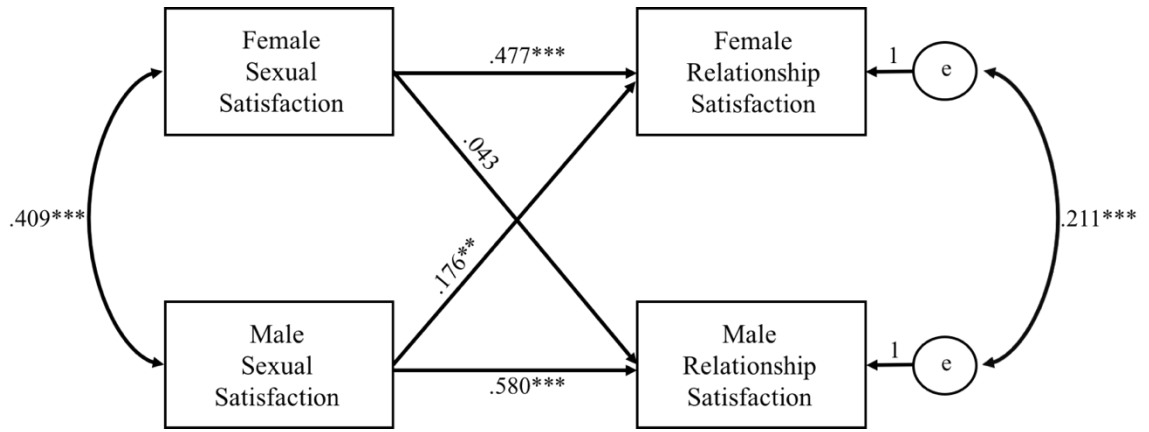 Female
Sexual
Satisfaction
.477***
Female
Relationship
Satisfaction
1
e
.043
.409***
.176**
.211***
Male
Sexual
Satisfaction
.580***
Male
Relationship
Satisfaction
1
e